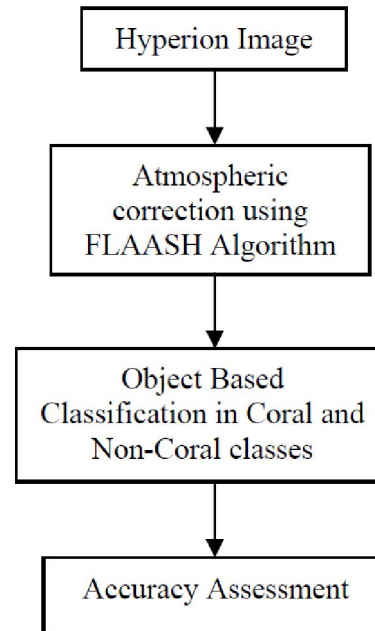 Hyperion Image
Atmospheric
correction using
FLAASH Algorithm
Object Based
Classification in Coral and
Non-Coral classes
Accuracy Assessment